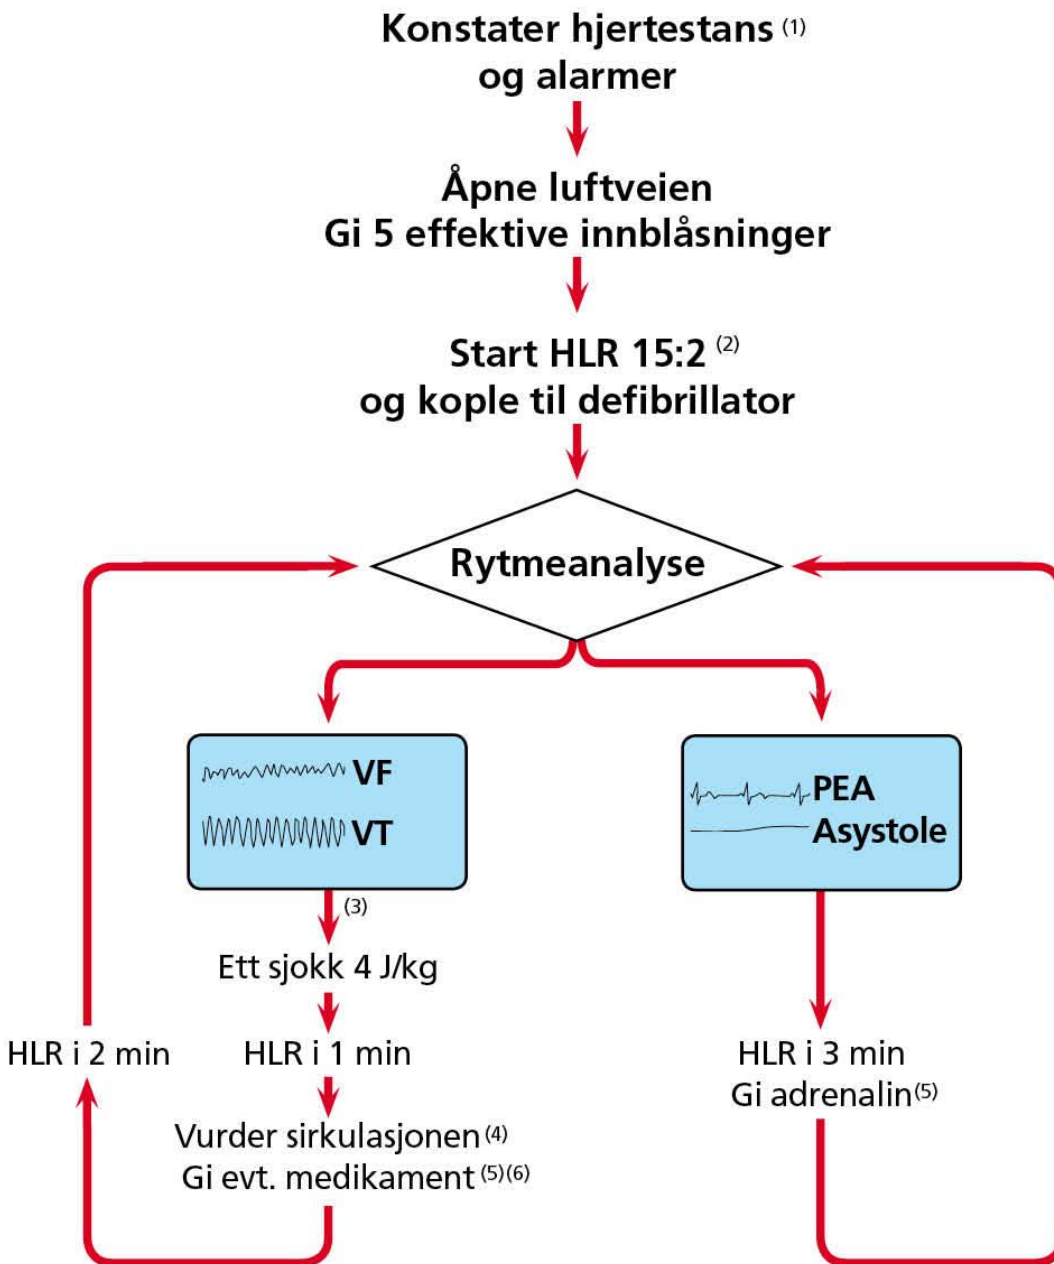 Konstater hjertestans (1)
og alarmer
Åpne luftveien
Gi 5 effektive innblåsninger
Start HLR 15:2 (2)
og kople til defibrillator
Rytmeanalyse
VF
VT
PEA
Asystole
(3)
Ett sjokk 4 J/kg
HLR i 2 min
HLR i 1 min
HLR i 3 min
Gi adrenalin (5)
Vurder sirkulasjonen (4)
Gi evt. medikament (5)(6)